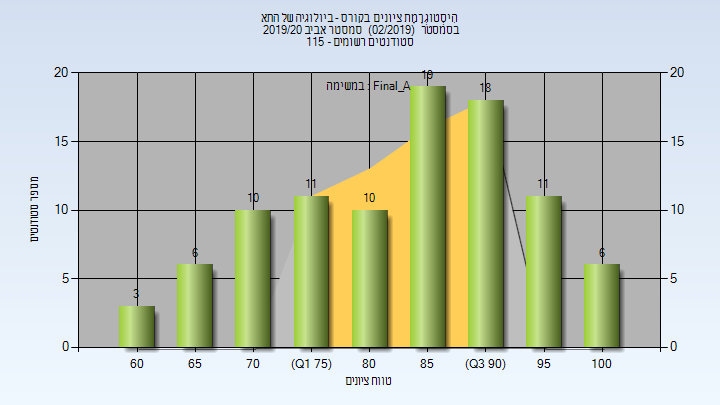 היסטוגרמת ציונים בקורס - ביולוגיה של התא
בסמסטר (02/2019) סמסטר אביב 2019/20
סטודנטים רשומים - 115
במשימה : Final_A
20 20
15 15
10 10
5 5
0 0
3 6 10 11 10 19 18 11 6
מספר סטודנטים
60 65 70 (Q1 75) 80 85 (Q3 90) 95 100
טווח ציונים